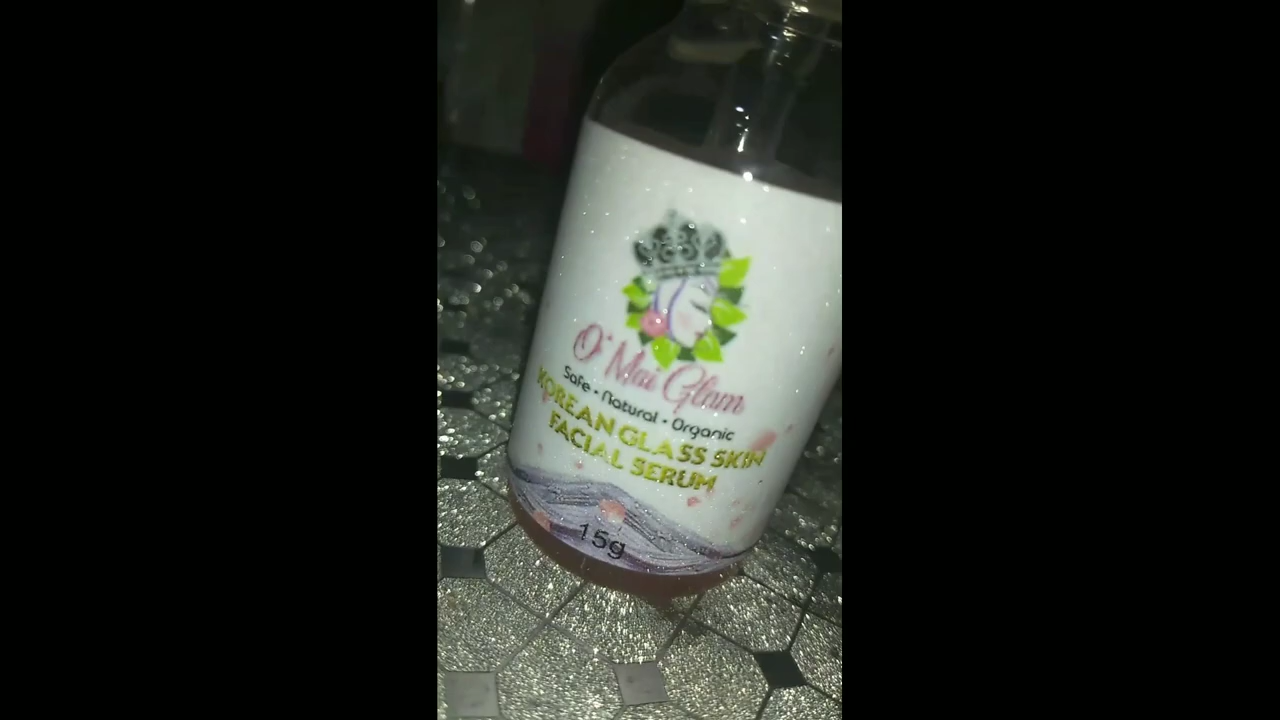 O' Mai Glam
Safe • Natural • Organic
KOREAN GLASS SKIN
FACIAL SERUM
15g